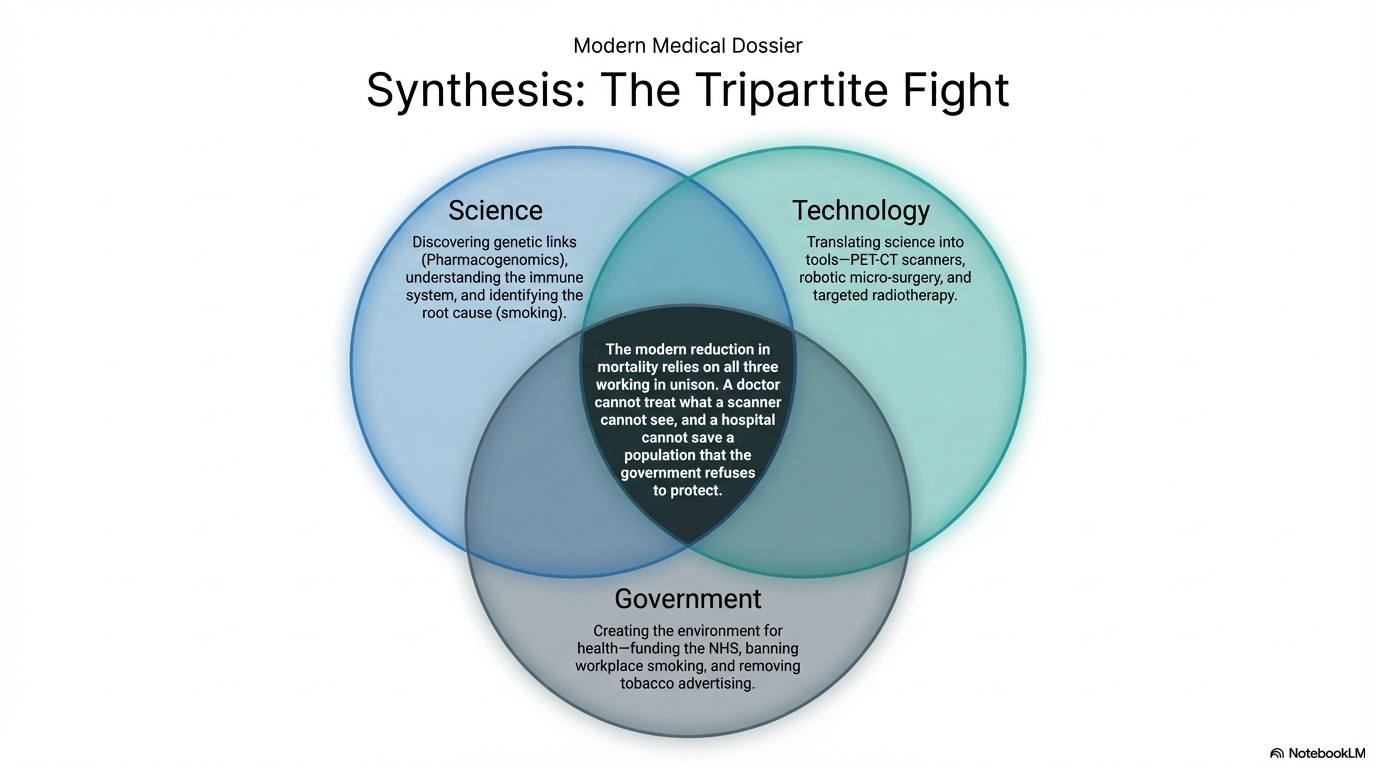 Modern Medical Dossier
Synthesis: The Tripartite Fight
Science
Discovering genetic links
(Pharmacogenomics),
understanding the immune
system, and identifying the
root cause (smoking).
Technology
Translating science into
tools—PET-CT scanners,
robotic micro-surgery, and
targeted radiotherapy.
The modern reduction in
mortality relies on all three
working in unison. A doctor
cannot treat what a scanner
cannot see, and a hospital
cannot save a
population that the
government refuses
to protect.
Government
Creating the environment for
health—funding the NHS, banning
workplace smoking, and removing
tobacco advertising.
NotebookLM